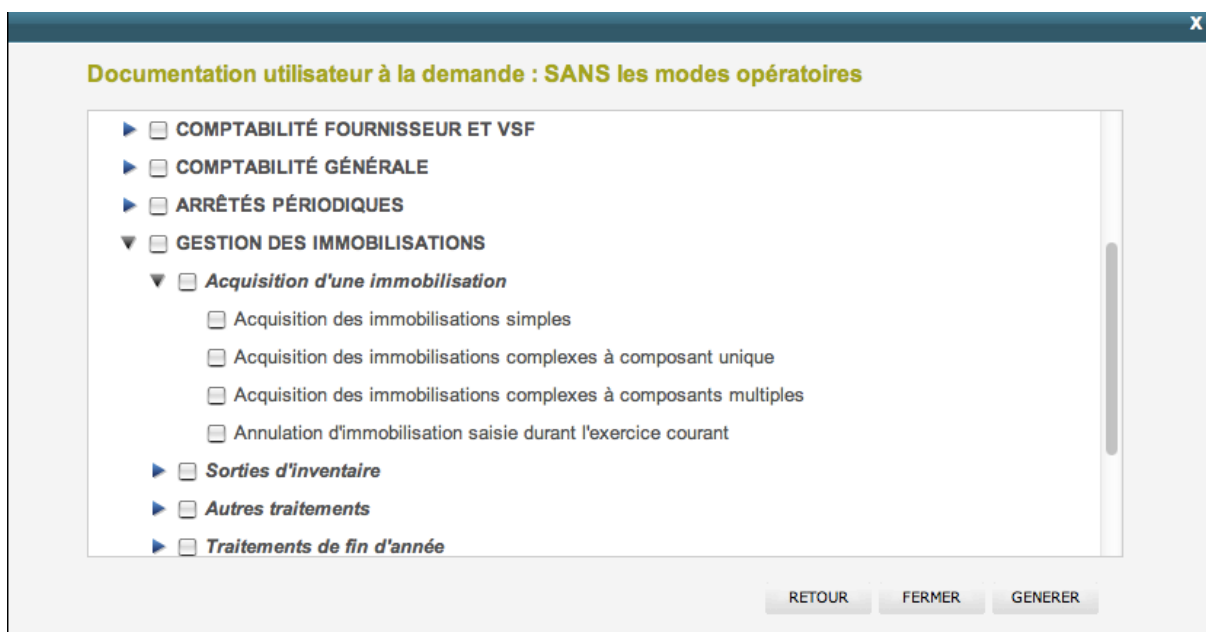 X
Documentation utilisateur à la demande : SANS les modes opératoires
COMPTABILITÉ FOURNISSEUR ET VSF
COMPTABILITÉ GÉNÉRALE
ARRÊTÉS PÉRIODIQUES
GESTION DES IMMOBILISATIONS
Acquisition d'une immobilisation
Acquisition des immobilisations simples
Acquisition des immobilisations complexes à composant unique
Acquisition des immobilisations complexes à composants multiples
Annulation d'immobilisation saisie durant l'exercice courant
Sorties d'inventaire
Autres traitements
Traitements de fin d'année
RETOUR FERMER GENERER